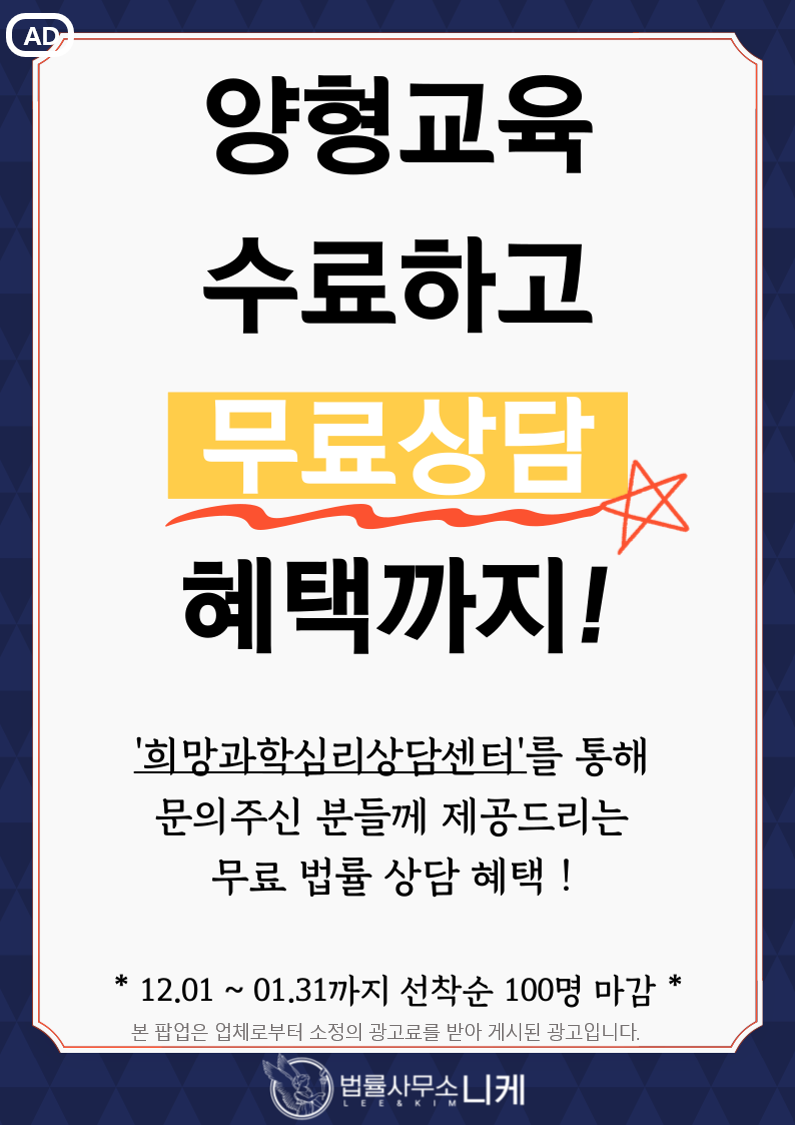 AD
양형교육
수료하고
무료상담
혜택까지!
'희망과학심리상담센터'를 통해
문의주신 분들께 제공드리는
무료 법률 상담 혜택 !
* 12.01 ~ 01.31까지 선착순 100명 마감 *
본 팝업은 업체로부터 소정의 광고료를 받아 게시된 광고입니다.
법률사무소 니케
LEE & KIM